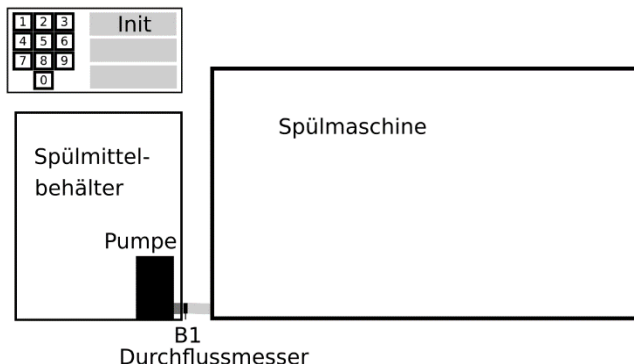 1 2 3 Init
4 5 6
7 8 9
0
Spülmaschine
Spülmittel-
behälter
Pumpe
B1
Durchflussmesser